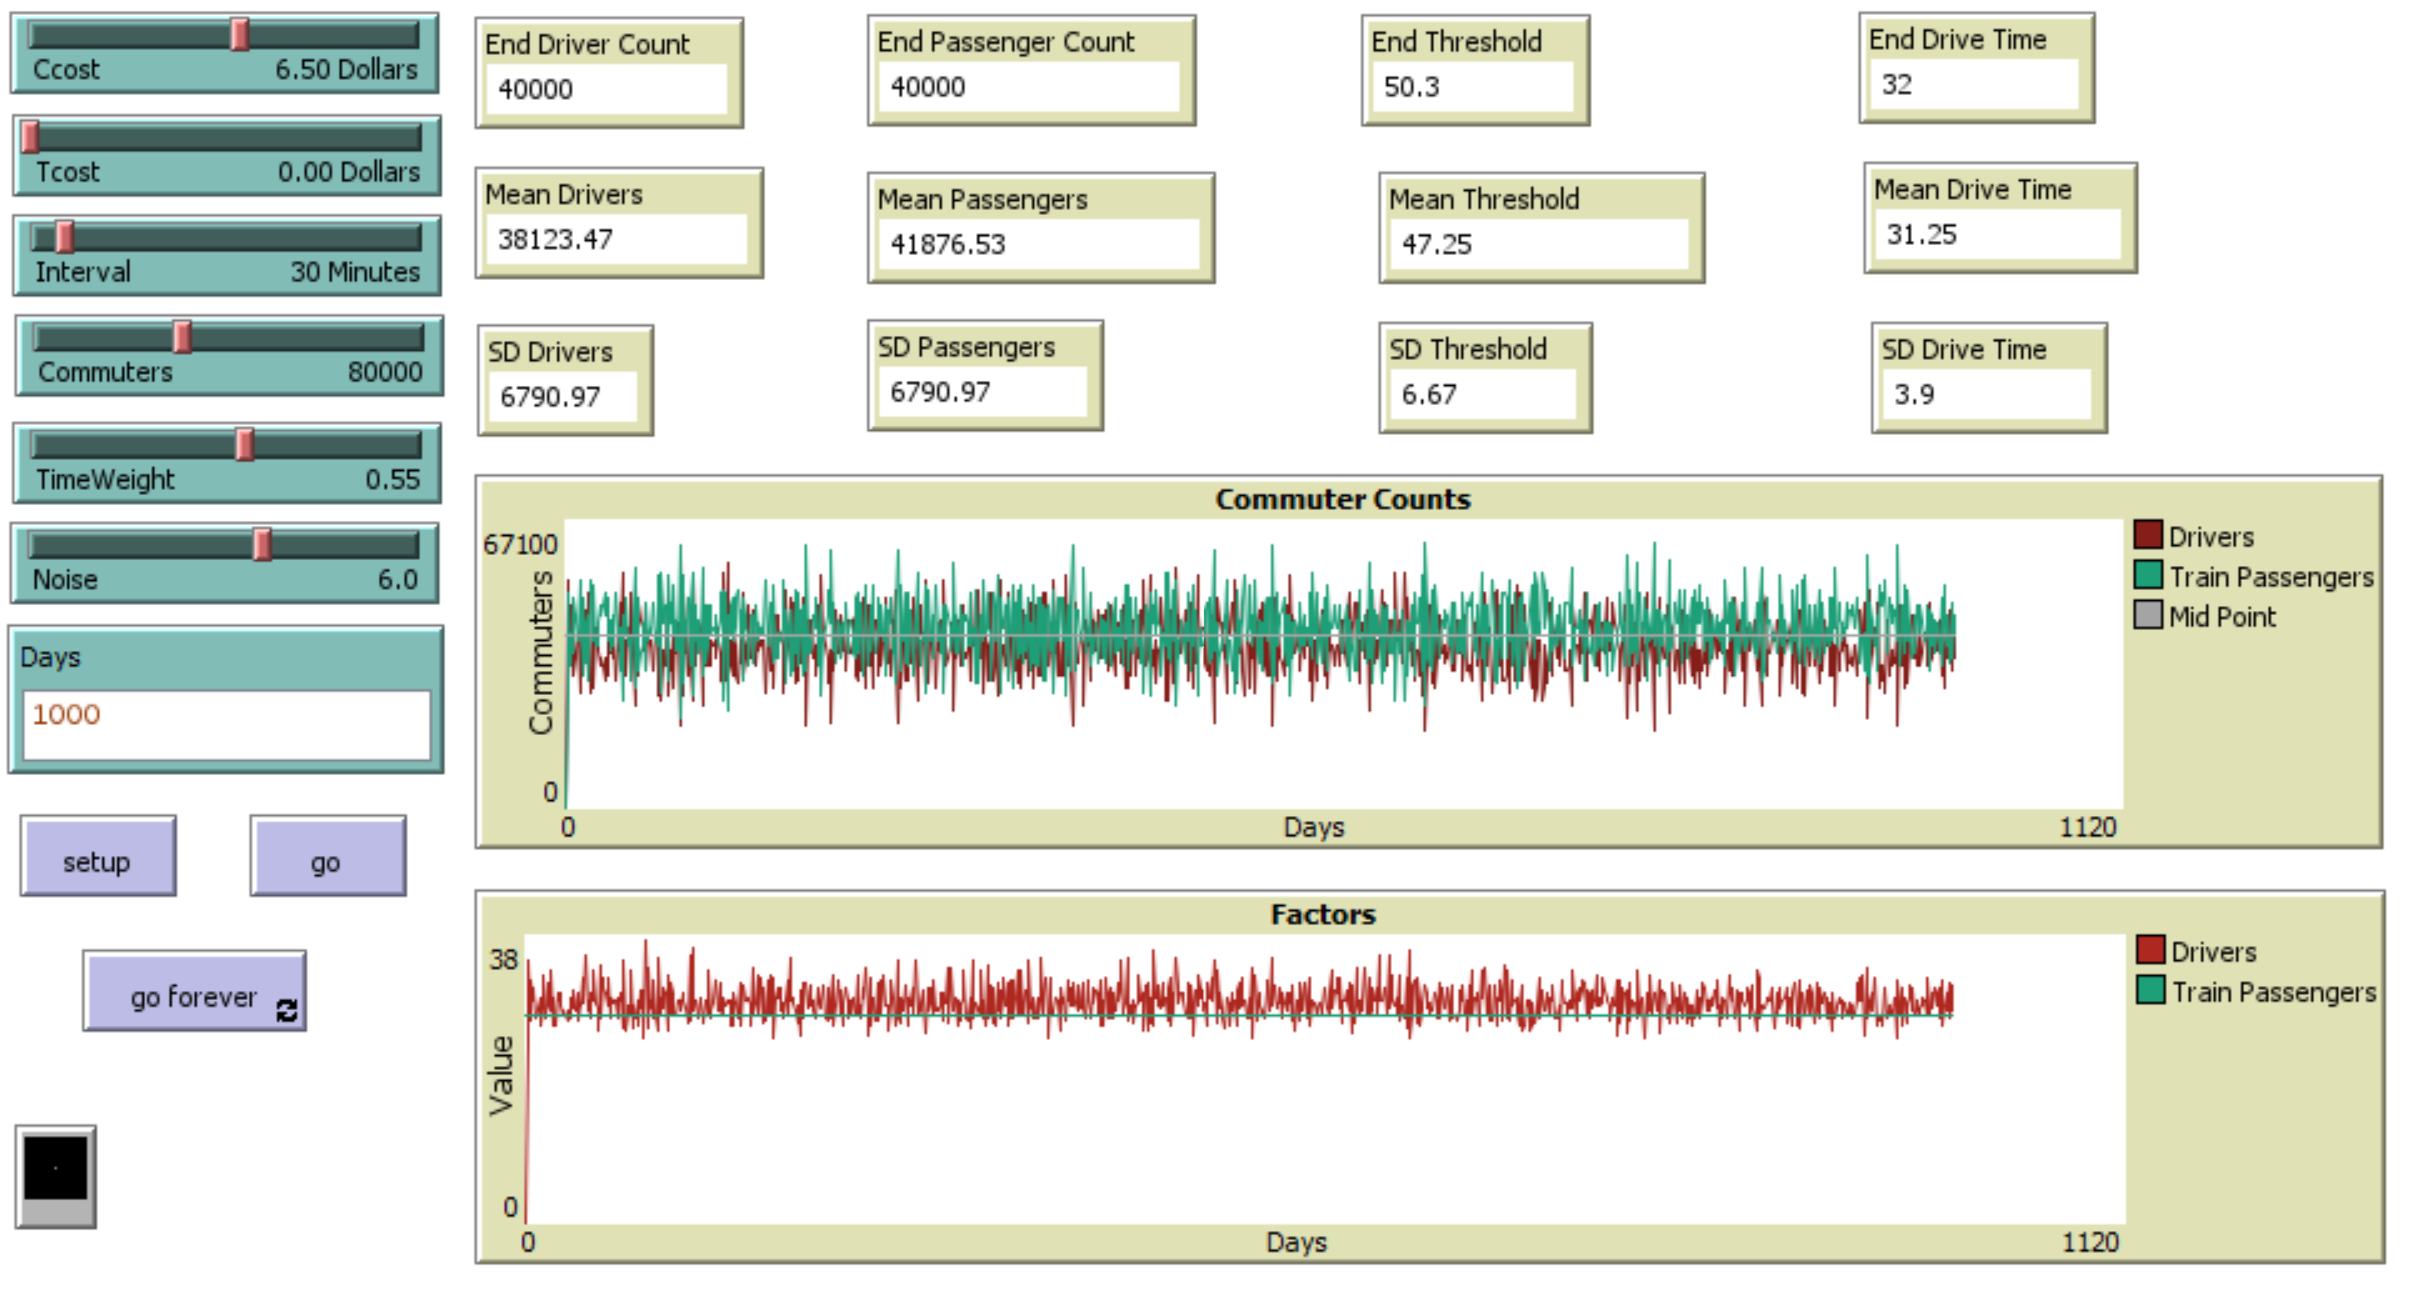 Ccost 6.50 Dollars
Tcost 0.00 Dollars
Interval 30 Minutes
Commuters 80000
TimeWeight 0.55
Noise 6.0
Days
1000
setup
go
go forever
End Driver Count
40000
End Passenger Count
40000
End Threshold
50.3
End Drive Time
32
Mean Drivers
38123.47
Mean Passengers
41876.53
Mean Threshold
47.25
Mean Drive Time
31.25
SD Drivers
6790.97
SD Passengers
6790.97
SD Threshold
6.67
SD Drive Time
3.9
Commuter Counts
67100
Commuters
0
0
Days
1120
Drivers
Train Passengers
Mid Point
Factors
38
Value
0
0
Days
1120
Drivers
Train Passengers